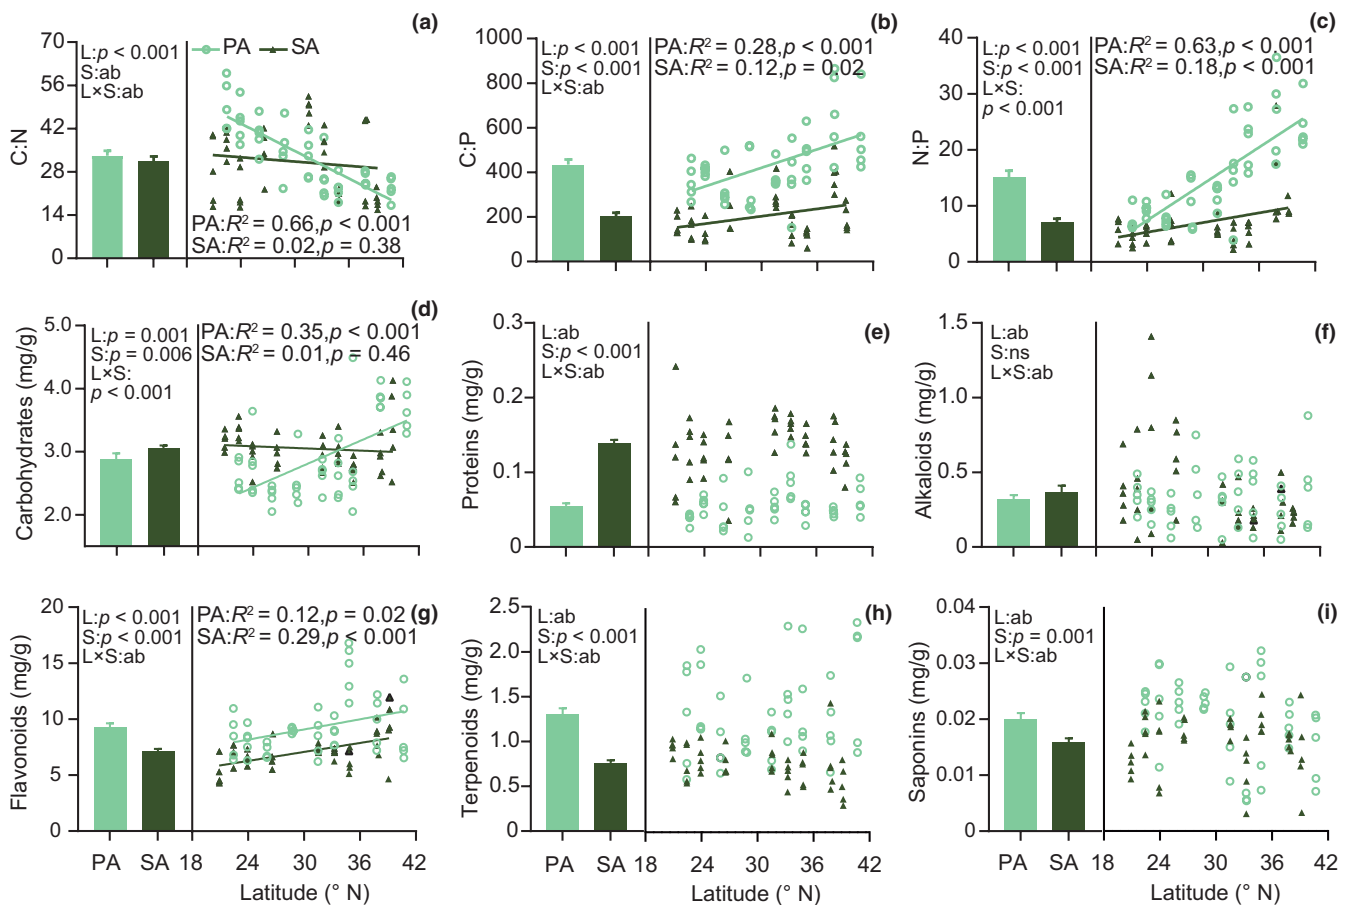 (a)
70
56
42
28
14
0
C:N
L:p < 0.001
S:ab
L×S:ab
PA SA
PA:R² = 0.66,p < 0.001
SA:R² = 0.02,p = 0.38
(b)
1000
800
600
400
200
0
C:P
L:p < 0.001
S:p < 0.001
L×S:ab
PA:R² = 0.28,p < 0.001
SA:R² = 0.12,p = 0.02
(c)
40
30
20
10
0
N:P
L:p < 0.001
S:p < 0.001
L×S:
p < 0.001
PA:R² = 0.63,p < 0.001
SA:R² = 0.18,p < 0.001
(d)
5.0
4.0
3.0
2.0
Carbohydrates (mg/g)
L:p = 0.001
S:p = 0.006
L×S:
p < 0.001
PA:R² = 0.35,p < 0.001
SA:R² = 0.01,p = 0.46
(e)
0.3
0.2
0.1
0
Proteins (mg/g)
L:ab
S:p < 0.001
L×S:ab
(f)
1.5
1.0
0.5
0
Alkaloids (mg/g)
L:ab
S:ns
L×S:ab
(g)
20
15
10
5
0
Flavonoids (mg/g)
L:p < 0.001
S:p < 0.001
L×S:ab
PA:R² = 0.12,p = 0.02
SA:R² = 0.29,p < 0.001
PA SA 18 24 30 36 42
Latitude (° N)
(h)
2.5
2.0
1.5
1.0
0.5
0
Terpenoids (mg/g)
L:ab
S:p < 0.001
L×S:ab
PA SA 18 24 30 36 42
Latitude (° N)
(i)
0.04
0.03
0.02
0.01
0
Saponins (mg/g)
L:ab
S:p = 0.001
L×S:ab
PA SA 18 24 30 36 42
Latitude (° N)